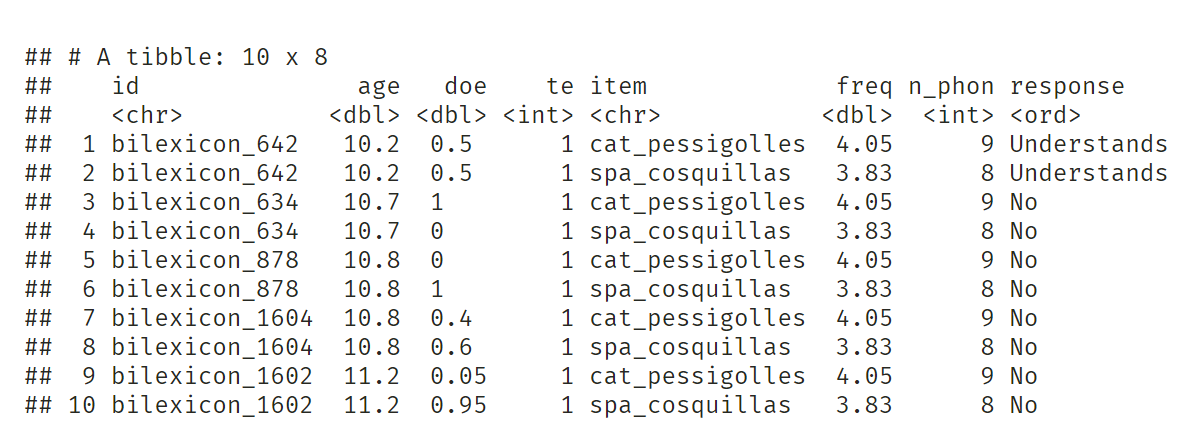 ## # A tibble: 10 x 8
##    id               age   doe    te item               freq n_phon response
##    <chr>          <dbl> <dbl> <int> <chr>             <dbl>  <int> <ord>
##  1 bilexicon_642   10.2  0.5      1 cat_pessigolles  4.05      9 Understands
##  2 bilexicon_642   10.2  0.5      1 spa_cosquillas   3.83      8 Understands
##  3 bilexicon_634   10.7  1        1 cat_pessigolles  4.05      9 No
##  4 bilexicon_634   10.7  0        1 spa_cosquillas   3.83      8 No
##  5 bilexicon_878   10.8  0        1 cat_pessigolles  4.05      9 No
##  6 bilexicon_878   10.8  1        1 spa_cosquillas   3.83      8 No
##  7 bilexicon_1604  10.8  0.4      1 cat_pessigolles  4.05      9 No
##  8 bilexicon_1604  10.8  0.6      1 spa_cosquillas   3.83      8 No
##  9 bilexicon_1602  11.2  0.05     1 cat_pessigolles  4.05      9 No
## 10 bilexicon_1602  11.2  0.95     1 spa_cosquillas   3.83      8 No